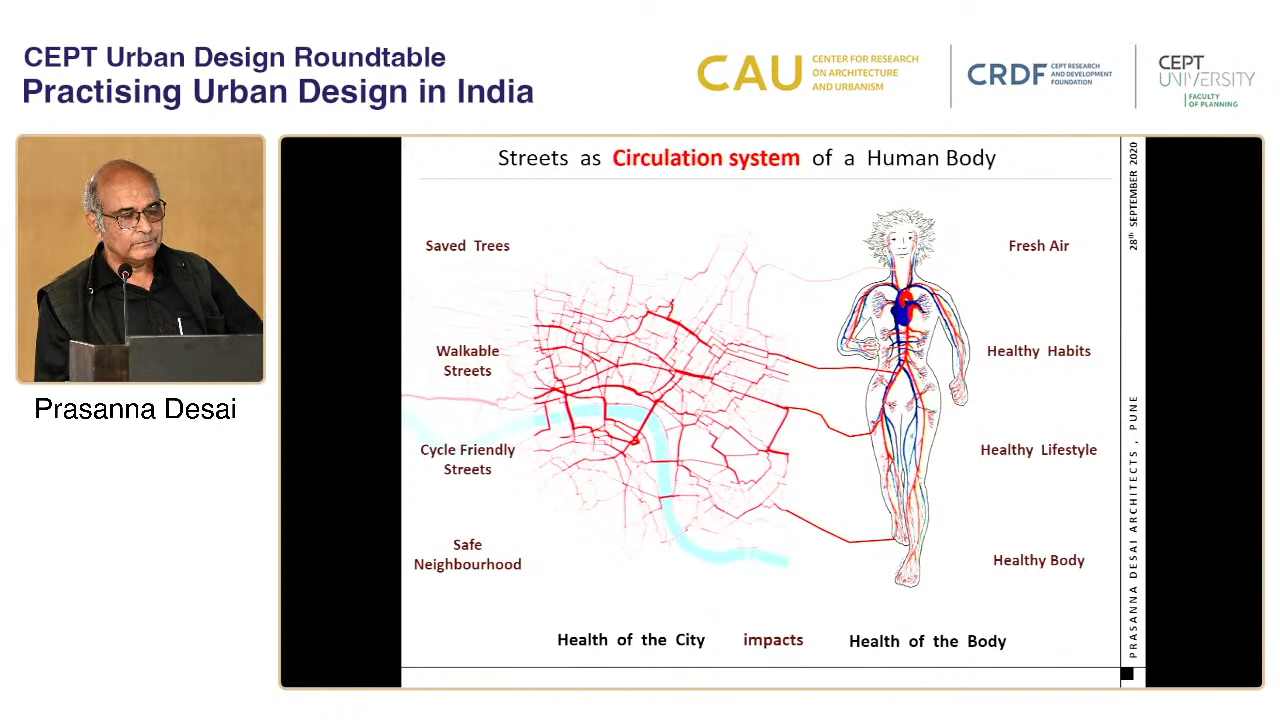 CEPT Urban Design Roundtable
Practising Urban Design in India
CAU
CENTER FOR RESEARCH
ON ARCHITECTURE
AND URBANISM
CRDF
CEPT RESEARCH
AND DEVELOPMENT
FOUNDATION
CEPT
UNIVERSITY
FACULTY
OF PLANNING
Prasanna Desai
Streets as Circulation system of a Human Body
Saved Trees
Fresh Air
Walkable
Streets
Healthy Habits
Cycle Friendly
Streets
Healthy Lifestyle
Safe
Neighbourhood
Healthy Body
Health of the City impacts Health of the Body
28th SEPTEMBER 2020
PRASANNA DESAI ARCHITECTS , PUNE